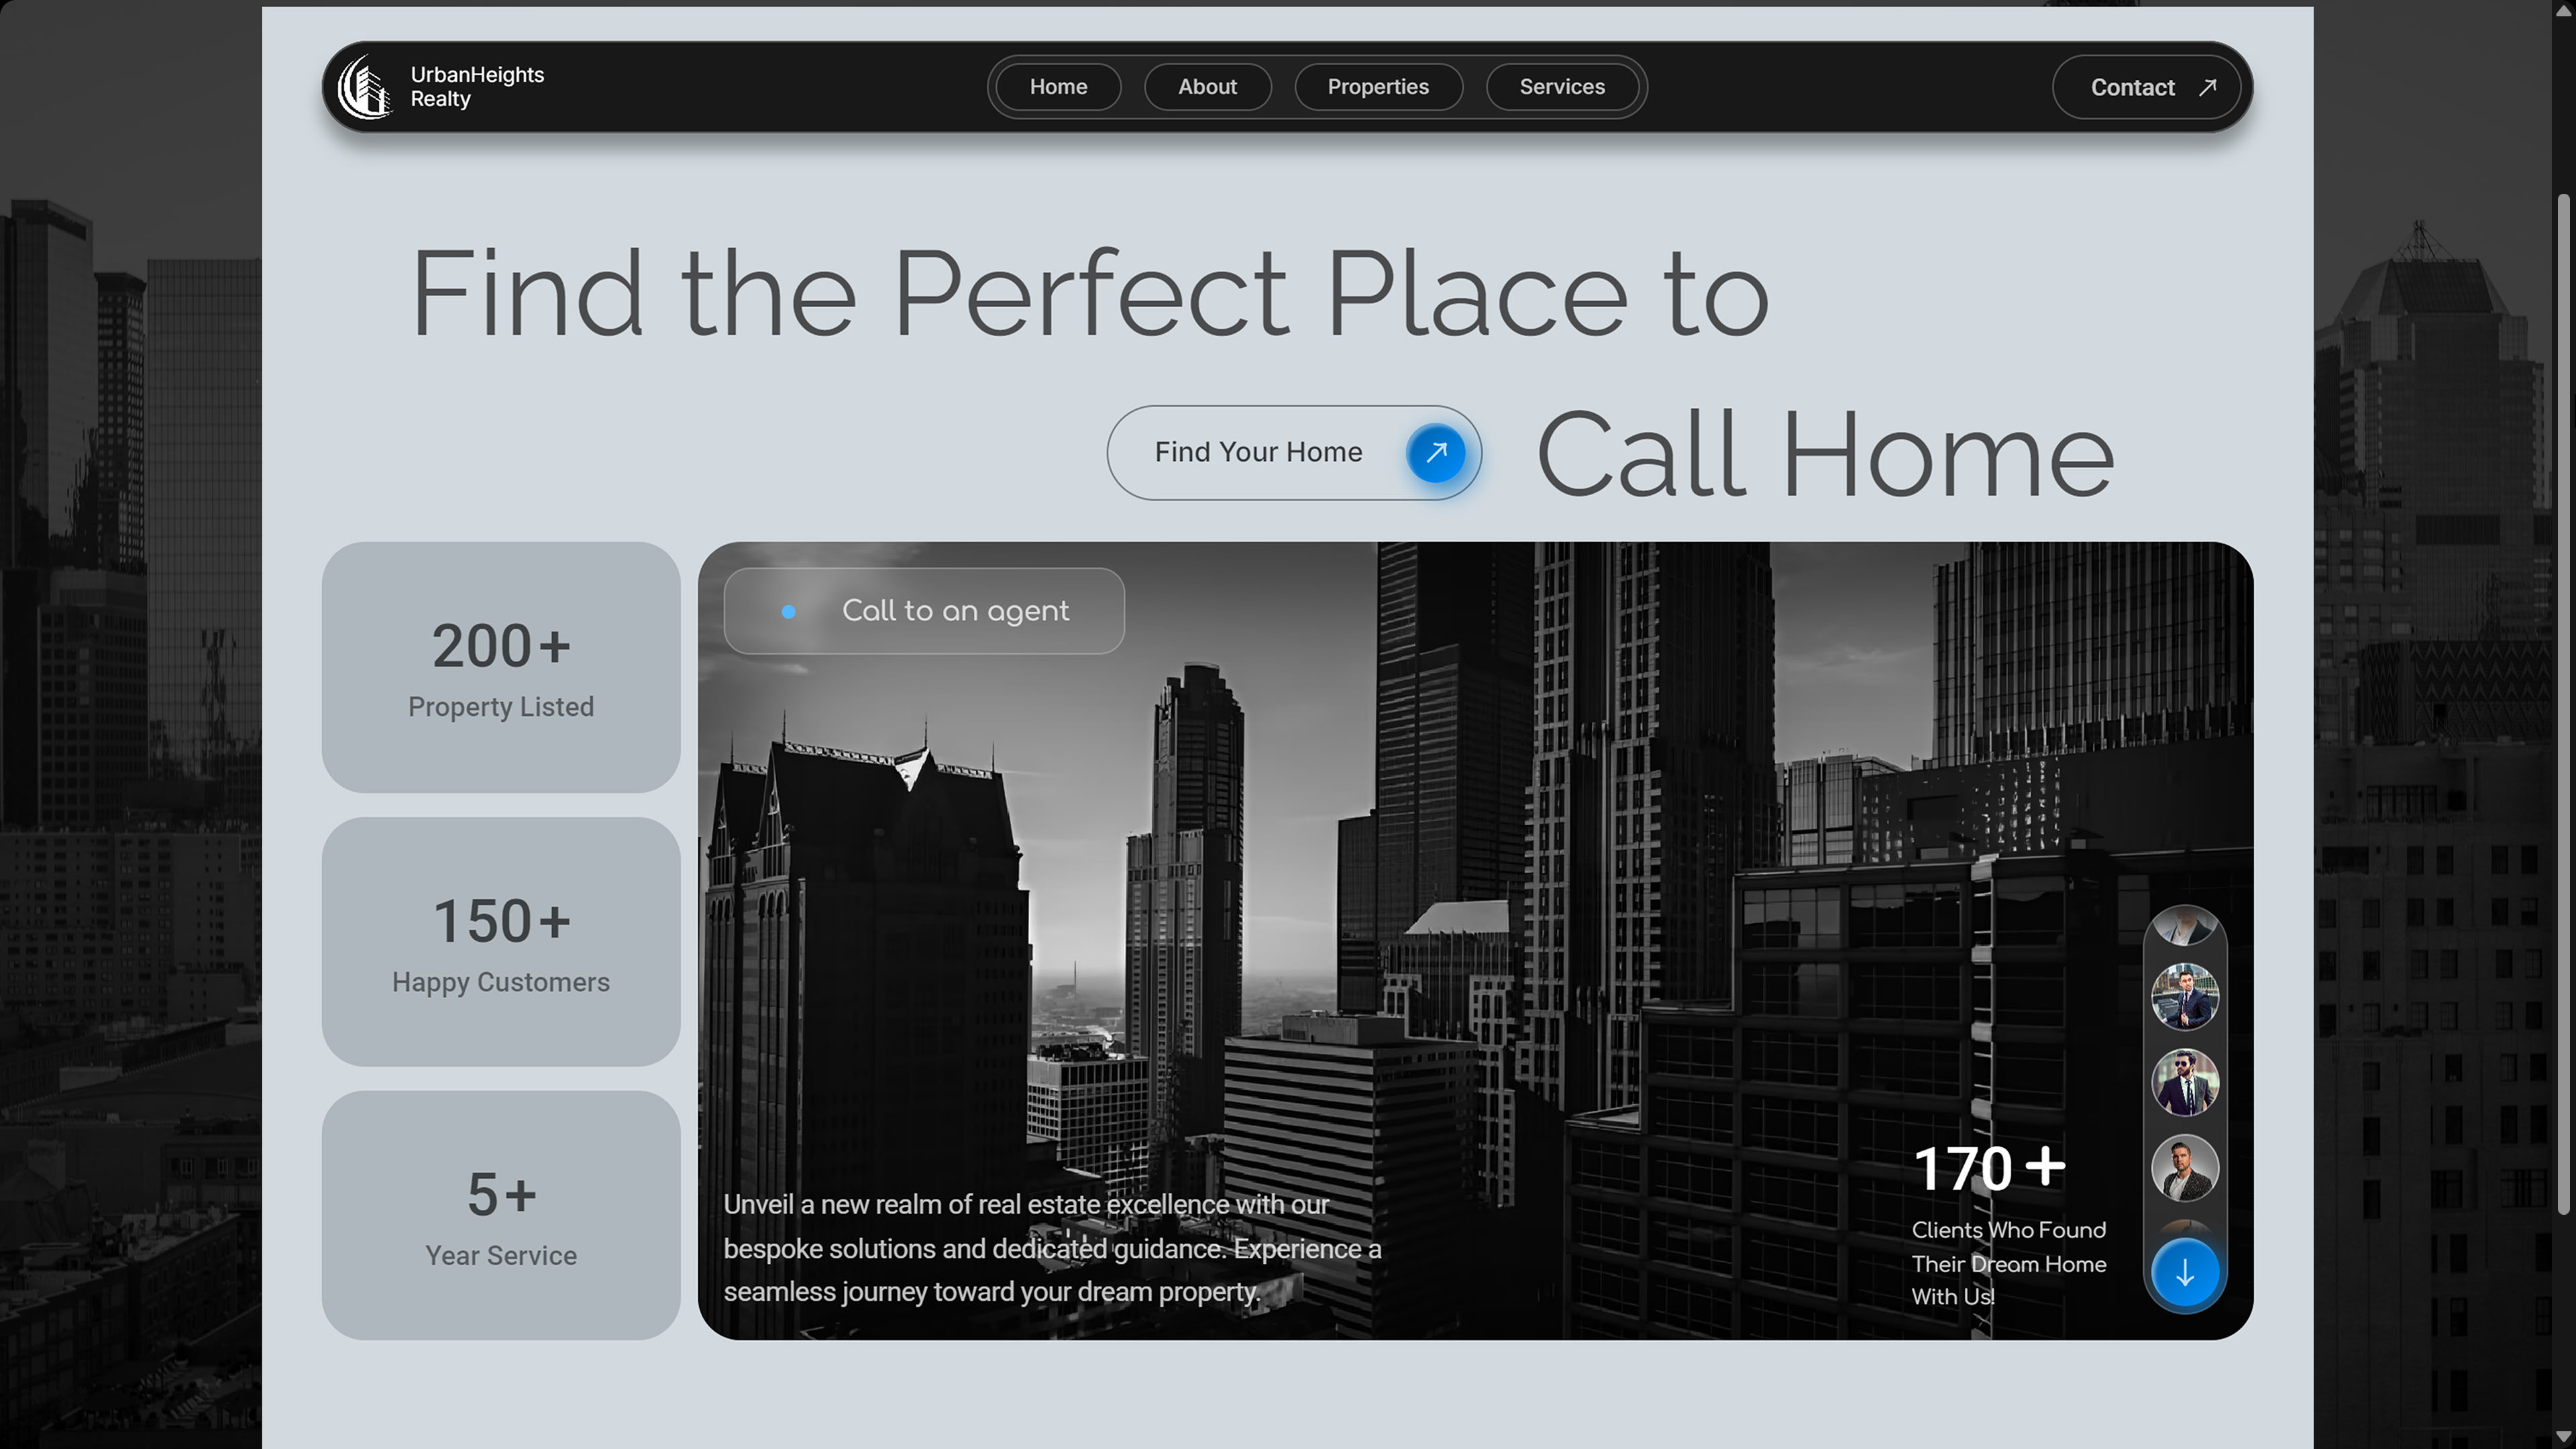 UrbanHeights
Realty
Home
About
Properties
Services
Contact
Find the Perfect Place to
Find Your Home
Call Home
200+
Property Listed
150+
Happy Customers
5+
Year Service
Call to an agent
Unveil a new realm of real estate excellence with our
bespoke solutions and dedicated guidance. Experience a
seamless journey toward your dream property.
170+
Clients Who Found
Their Dream Home
With Us!